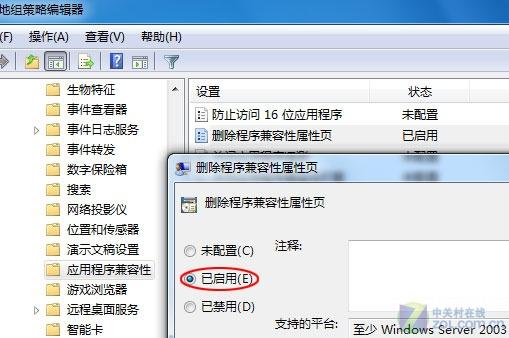 地组策略编辑器
(F) 操作(A) 查看(V) 帮助(H)
生物特征
事件查看器
事件日志服务
事件转发
数字保险箱
搜索
网络投影仪
位置和传感器
演示文稿设置
应用程序兼容性
游戏浏览器
远程桌面服务
智能卡
设置 状态
防止访问 16 位应用程序 未配置
删除程序兼容性属性页 已启用
删除程序兼容性属性页
删除程序兼容性属性页
未配置(C) 注释:
已启用(E)
已禁用(D)
支持的平台: 至少 Windows Server 2003
中关村在线